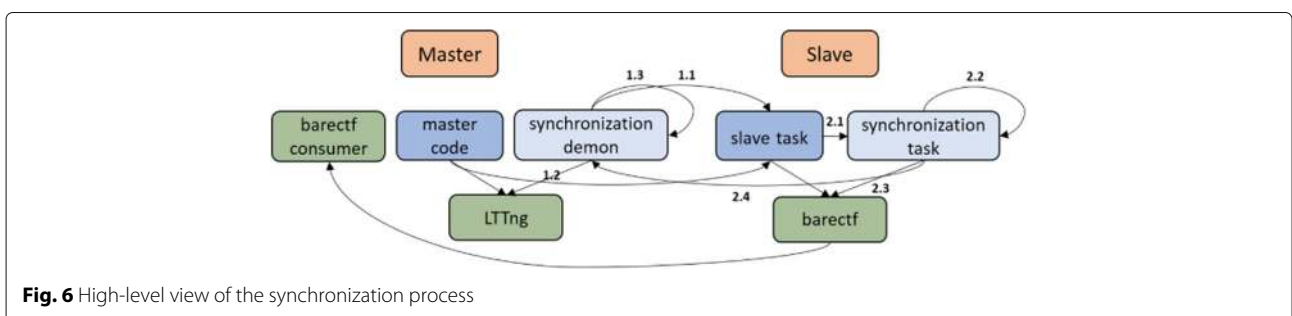 Master
Slave
1.3
1.1
2.2
barectf
consumer
master
code
synchronization
demon
slave task
2.1
synchronization
task
1.2
2.4
2.3
LTTng
barectf
Fig. 6 High-level view of the synchronization process